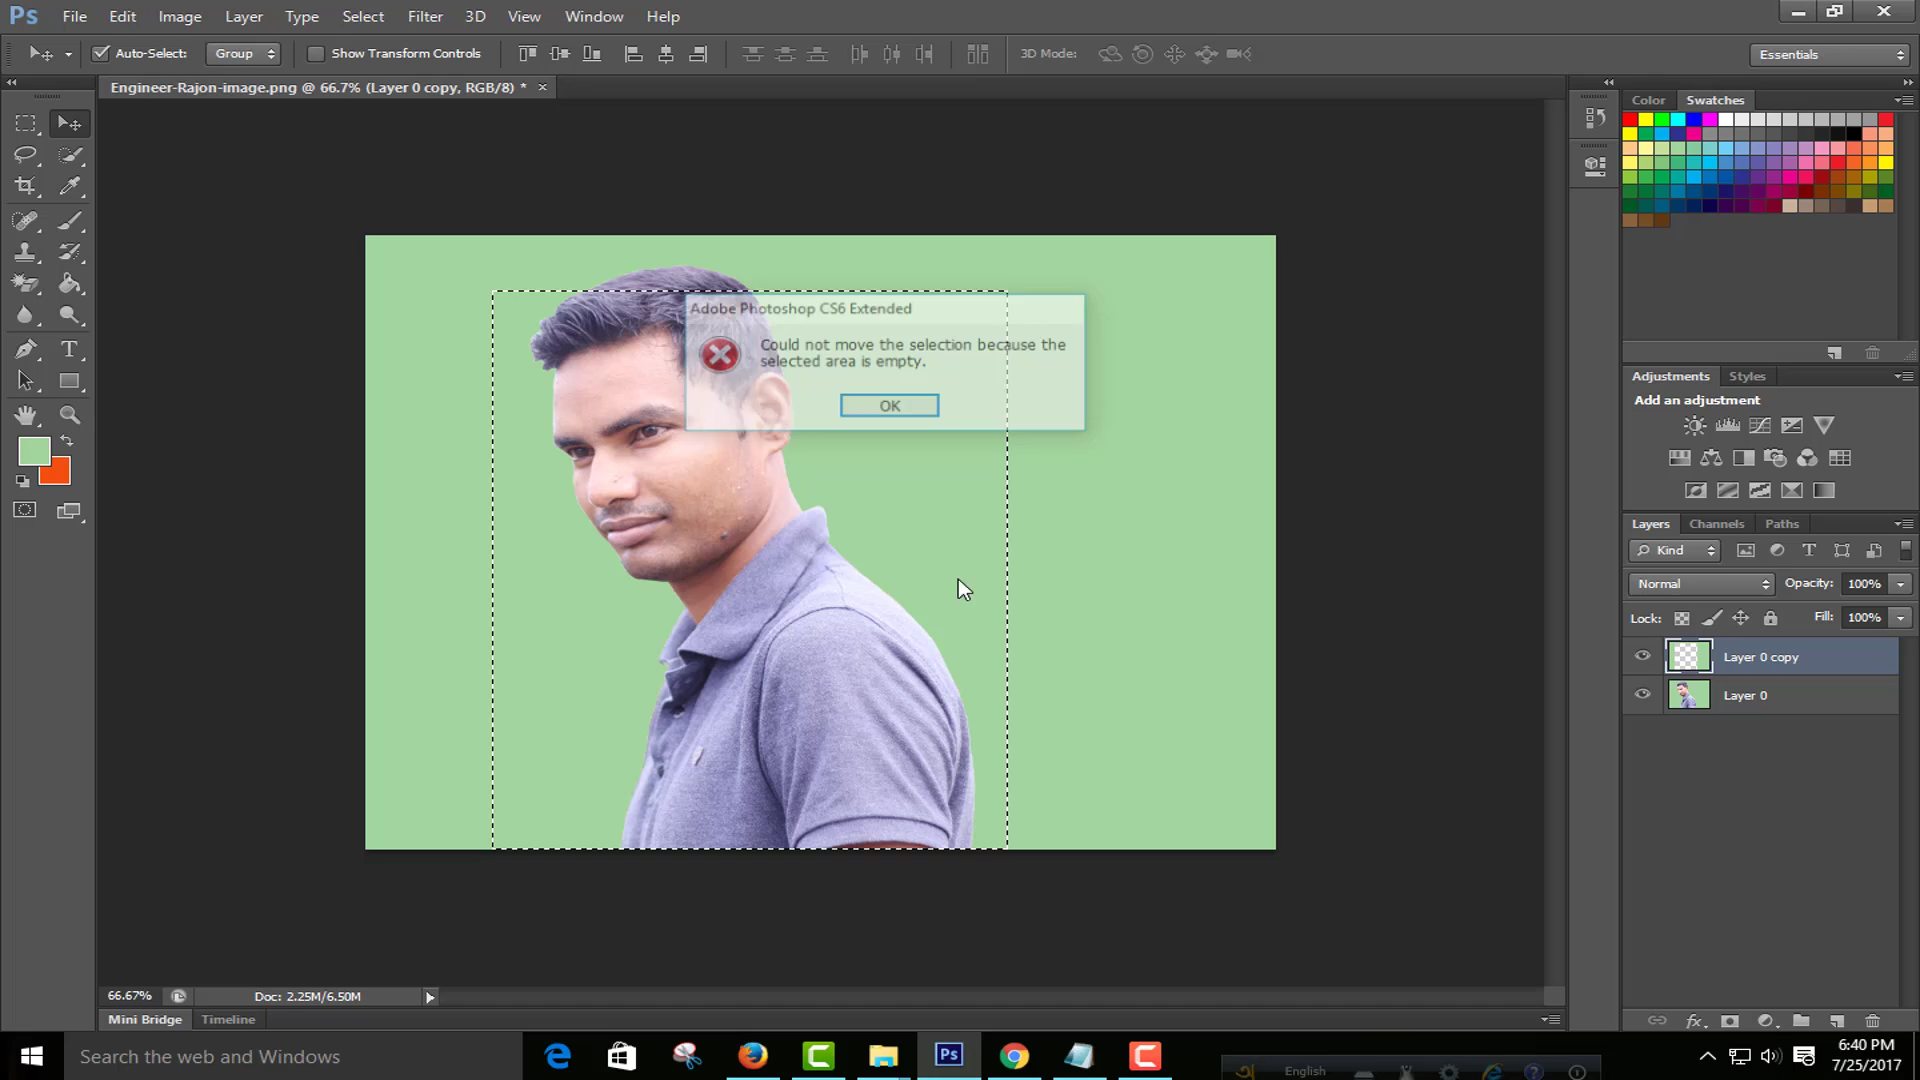 Ps File Edit Image Layer Type Select Filter 3D View Window Help
Auto-Select: Group Show Transform Controls 3D Mode: Essentials
Engineer-Rajon-image.png @ 66.7% (Layer 0 copy, RGB/8) *
Color Swatches
Adobe Photoshop CS6 Extended
Could not move the selection because the
selected area is empty.
OK
Adjustments Styles
Add an adjustment
Layers Channels Paths
Kind
Normal Opacity: 100%
Lock: Fill: 100%
Layer 0 copy
Layer 0
66.67% Doc: 2.25M/6.50M
Mini Bridge Timeline
Search the web and Windows
Ps
English
6:40 PM
7/25/2017